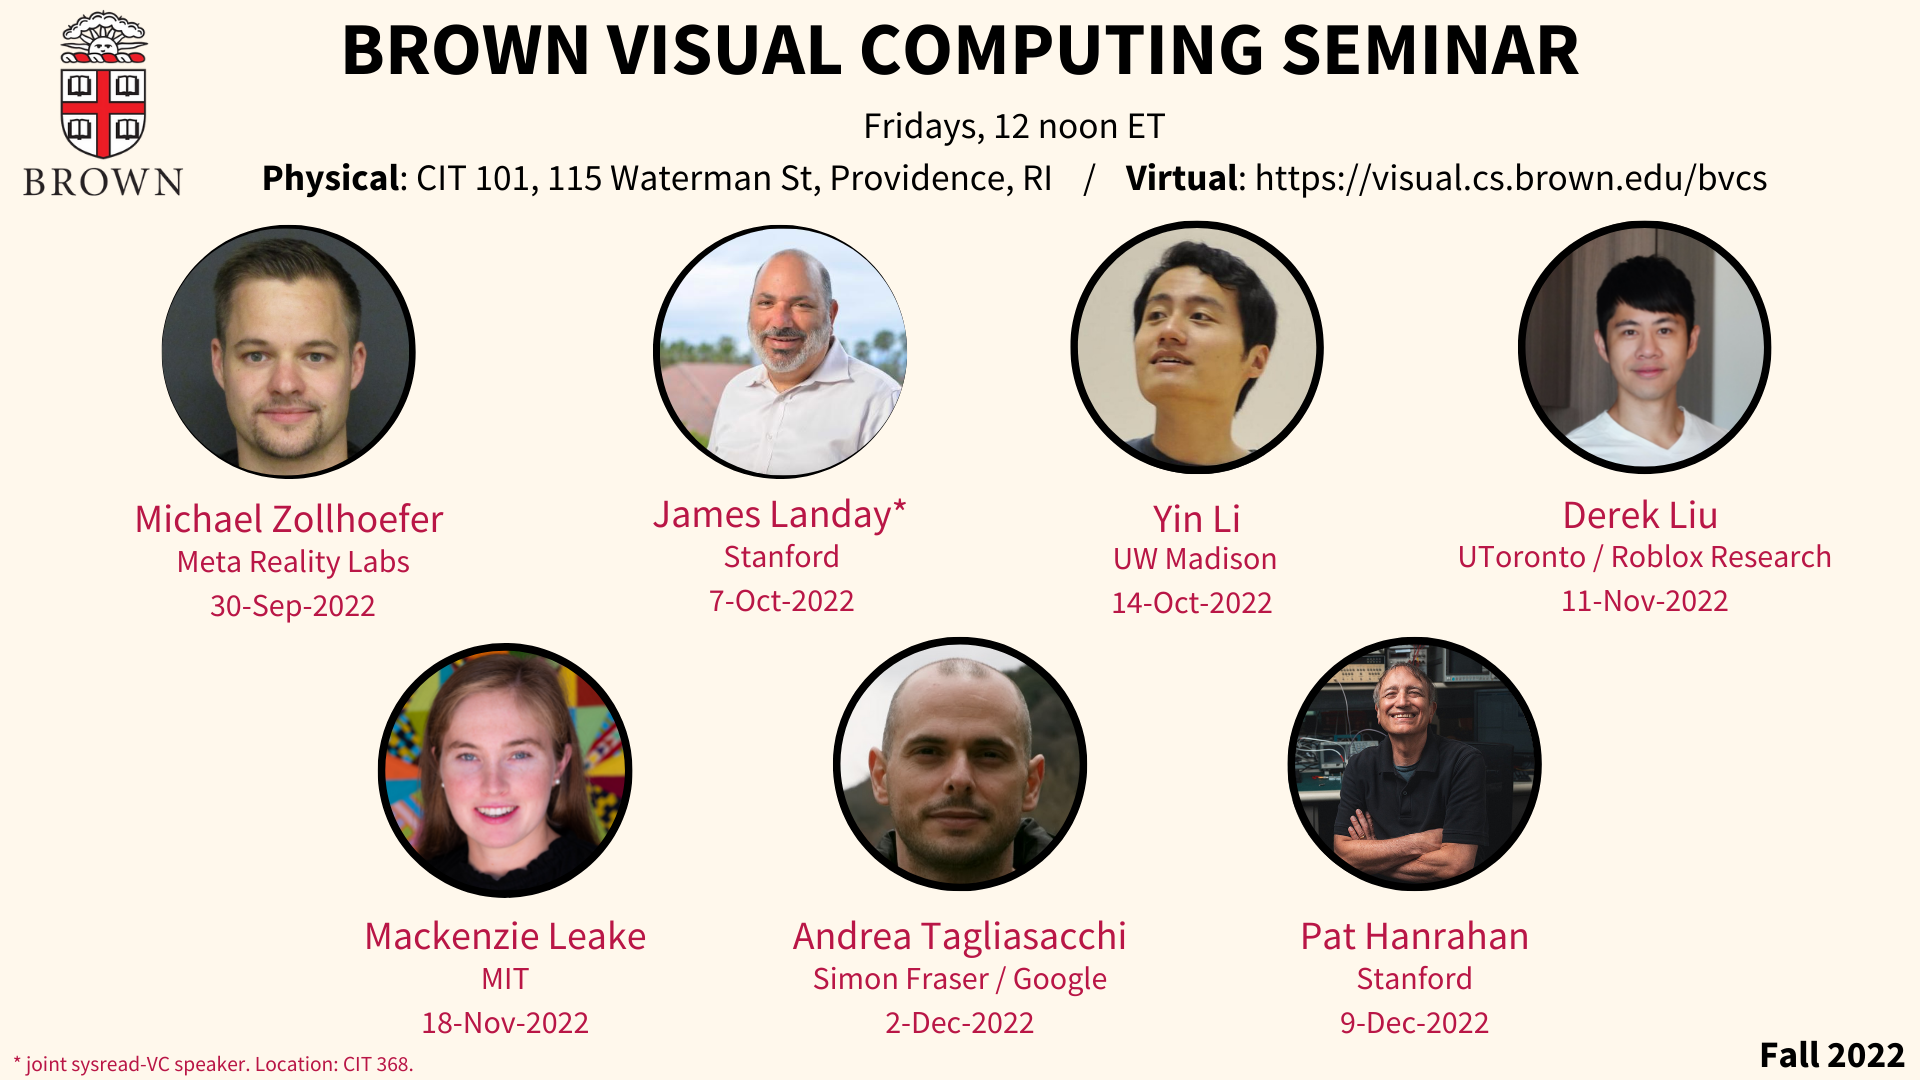 BROWN VISUAL COMPUTING SEMINAR
Fridays, 12 noon ET
Physical: CIT 101, 115 Waterman St, Providence, RI / Virtual: https://visual.cs.brown.edu/bvcs
BROWN
Michael Zollhoefer
Meta Reality Labs
30-Sep-2022
James Landay*
Stanford
7-Oct-2022
Yin Li
UW Madison
14-Oct-2022
Derek Liu
UToronto / Roblox Research
11-Nov-2022
Mackenzie Leake
MIT
18-Nov-2022
Andrea Tagliasacchi
Simon Fraser / Google
2-Dec-2022
Pat Hanrahan
Stanford
9-Dec-2022
* joint sysread-VC speaker. Location: CIT 368.
Fall 2022